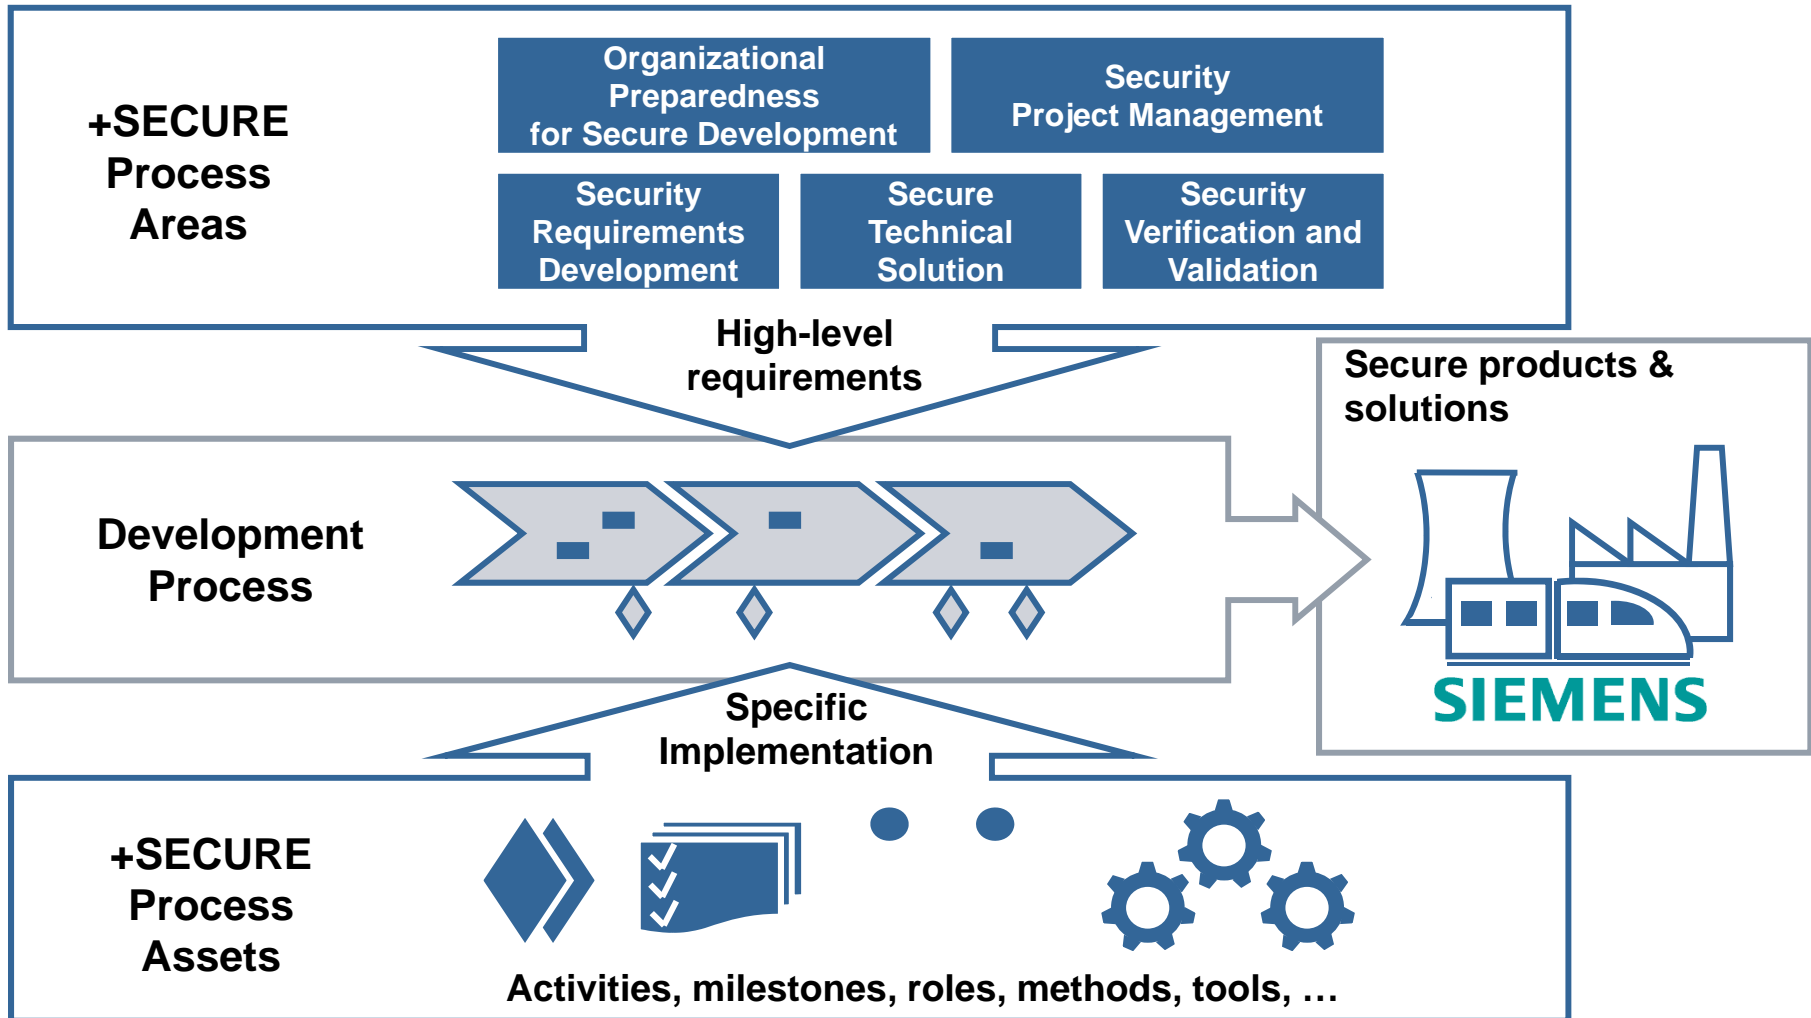 +SECURE
Process
Areas
Organizational
Preparedness
for Secure Development
Security
Project Management
Security
Requirements
Development
Secure
Technical
Solution
Security
Verification and
Validation
High-level
requirements
Development
Process
Secure products &
solutions
SIEMENS
Specific
Implementation
+SECURE
Process
Assets
Activities, milestones, roles, methods, tools, …